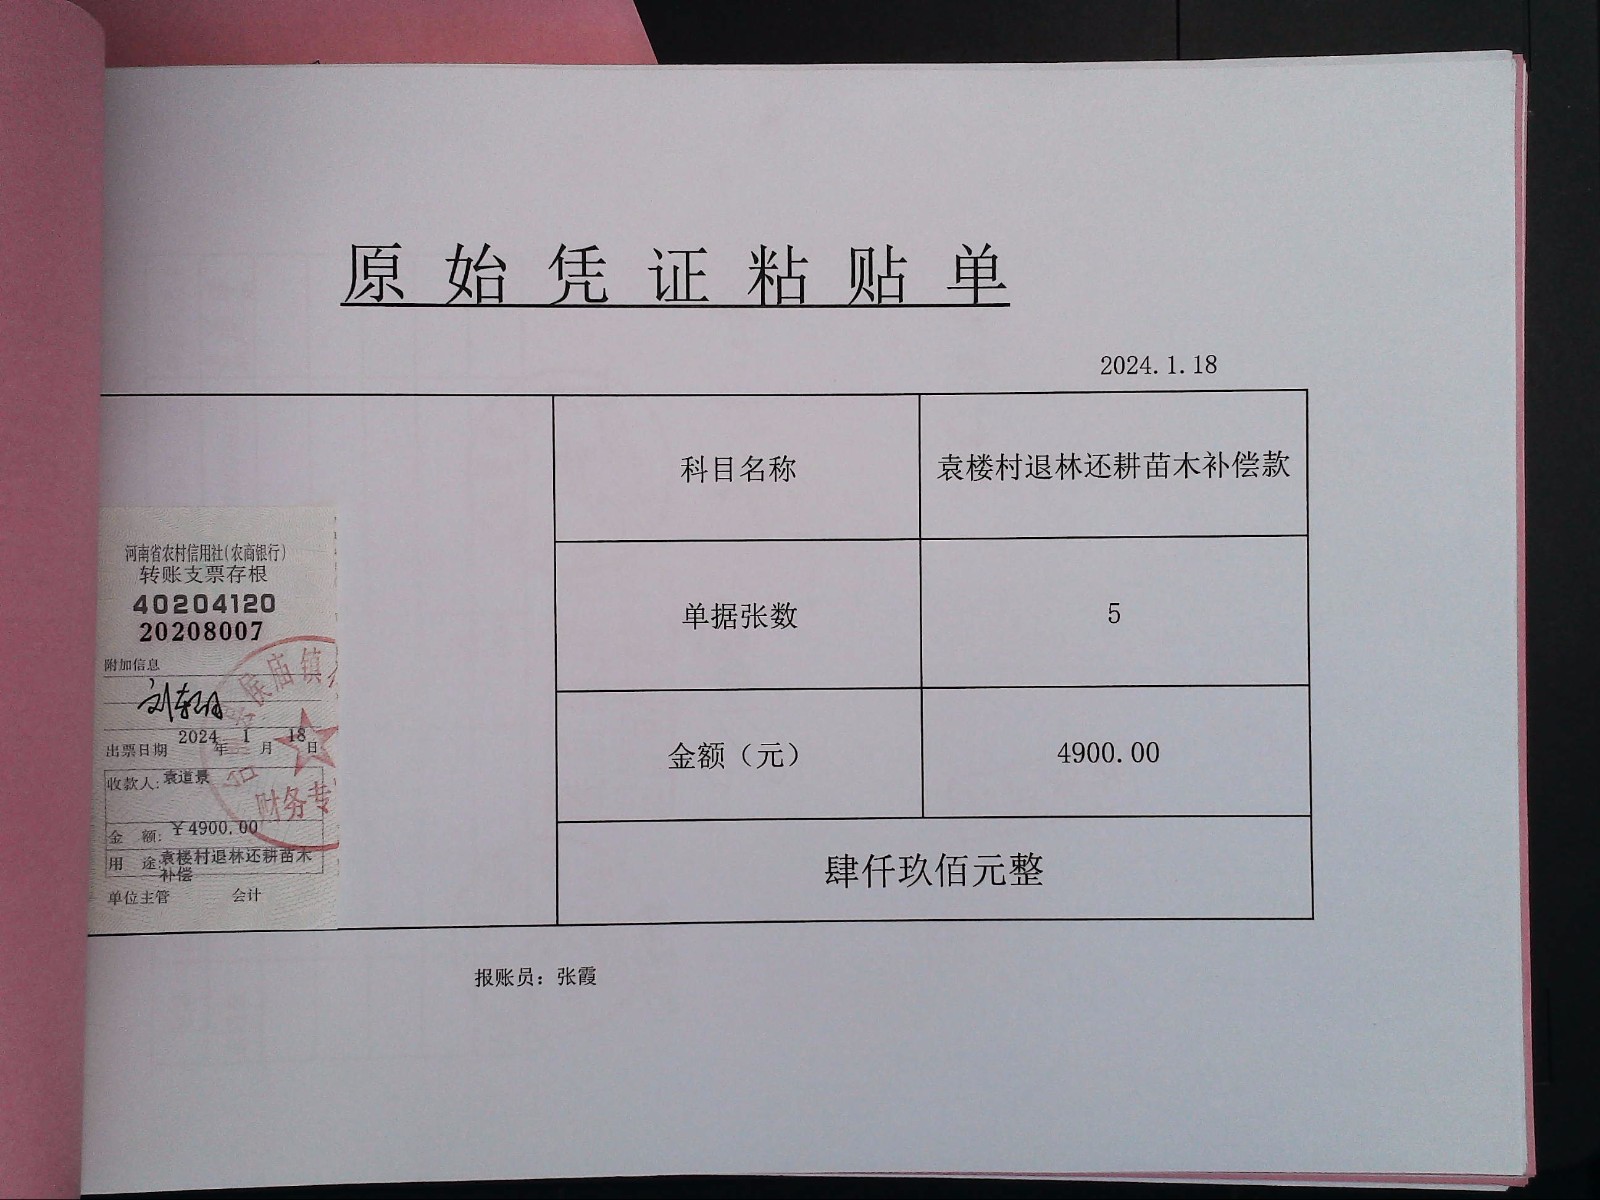 原始凭证粘贴单
2024.1.18
科目名称
袁楼村退林还耕苗木补偿款
单据张数
5
金额（元）
4900.00
肆仟玖佰元整
报账员：张霞
河南省农村信用社(农商银行)
转账支票存根
40204120
20208007
附加信息
出票日期 2024 年 1 月 18 日
收款人: 袁道景
金 额: ￥4900.00
用 途: 袁楼村退林还耕苗木
补偿
单位主管 会计
民庙镇
财务专